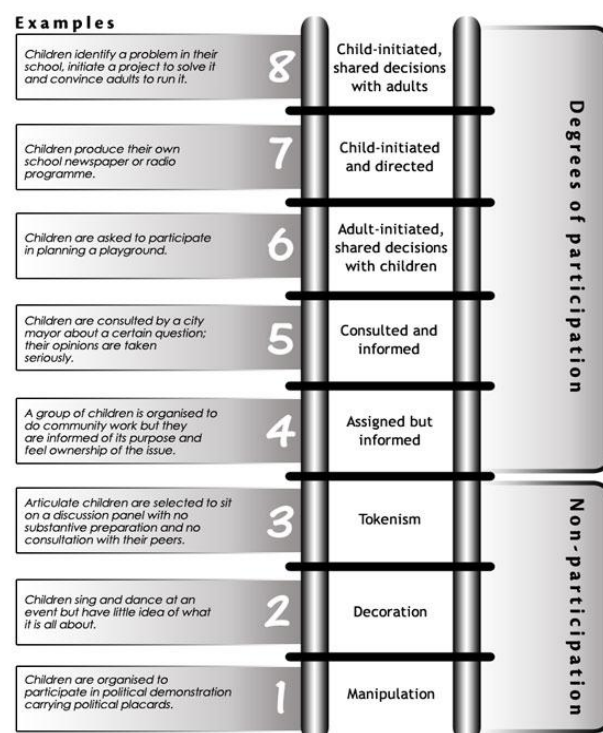 Examples
Children identify a problem in their
school, initiate a project to solve it
and convince adults to run it.
8
Child-initiated,
shared decisions
with adults
Children produce their own
school newspaper or radio
programme.
7
Child-initiated
and directed
Children are asked to participate
in planning a playground.
6
Adult-initiated,
shared decisions
with children
Children are consulted by a city
mayor about a certain question;
their opinions are taken
seriously.
5
Consulted and
informed
A group of children is organised to
do community work but they
are informed of its purpose and
feel ownership of the issue.
4
Assigned but
informed
Degrees of participation
Articulate children are selected to sit
on a discussion panel with no
substantive preparation and no
consultation with their peers.
3
Tokenism
Children sing and dance at an
event but have little idea of what
it is all about.
2
Decoration
Children are organised to
participate in political demonstration
carrying political placards.
1
Manipulation
Non-participation